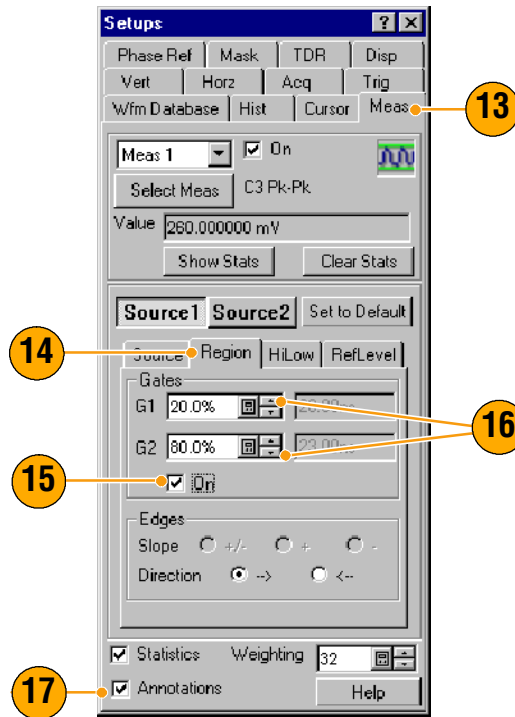 Setups
Phase Ref Mask TDR Disp
Vert Horz Acq Trig
Wfm Database Hist Cursor Meas
13
Meas 1 On
Select Meas C3 Pk-Pk
Value 260.000000 mV
Show Stats Clear Stats
Source1 Source2 Set to Default
14
Source Region HiLow RefLevel
Gates
G1 20.0%
16
G2 80.0% 23.00ns
15
On
Edges
Slope +/- + -
Direction --> <--
Statistics Weighting 32
17
Annotations Help